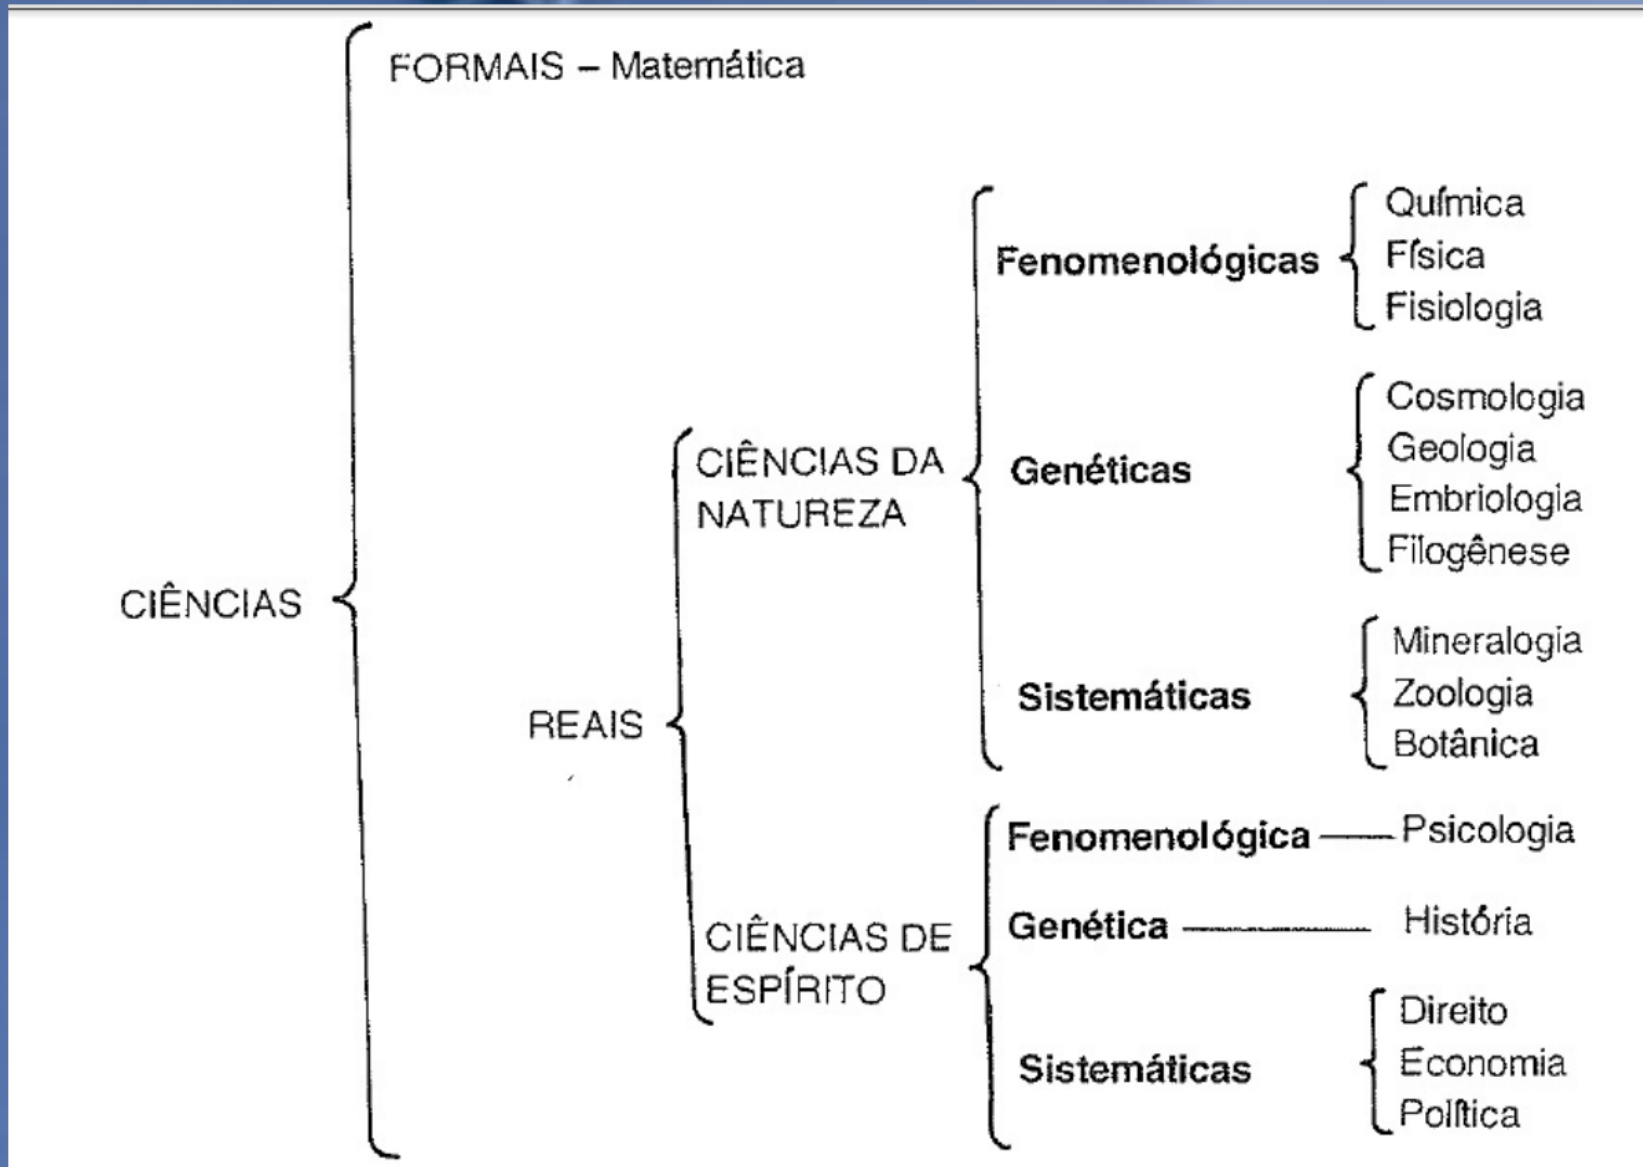 FORMAIS – Matemática
Química
Fenomenológicas
Física
Fisiologia
Cosmologia
CIÊNCIAS DA
NATUREZA
Genéticas
Geologia
Embriologia
Filogênese
CIÊNCIAS
REAIS
Sistemáticas
Mineralogia
Zoologia
Botânica
Fenomenológica — Psicologia
CIÊNCIAS DE
ESPÍRITO
Genética — História
Sistemáticas
Direito
Economia
Política